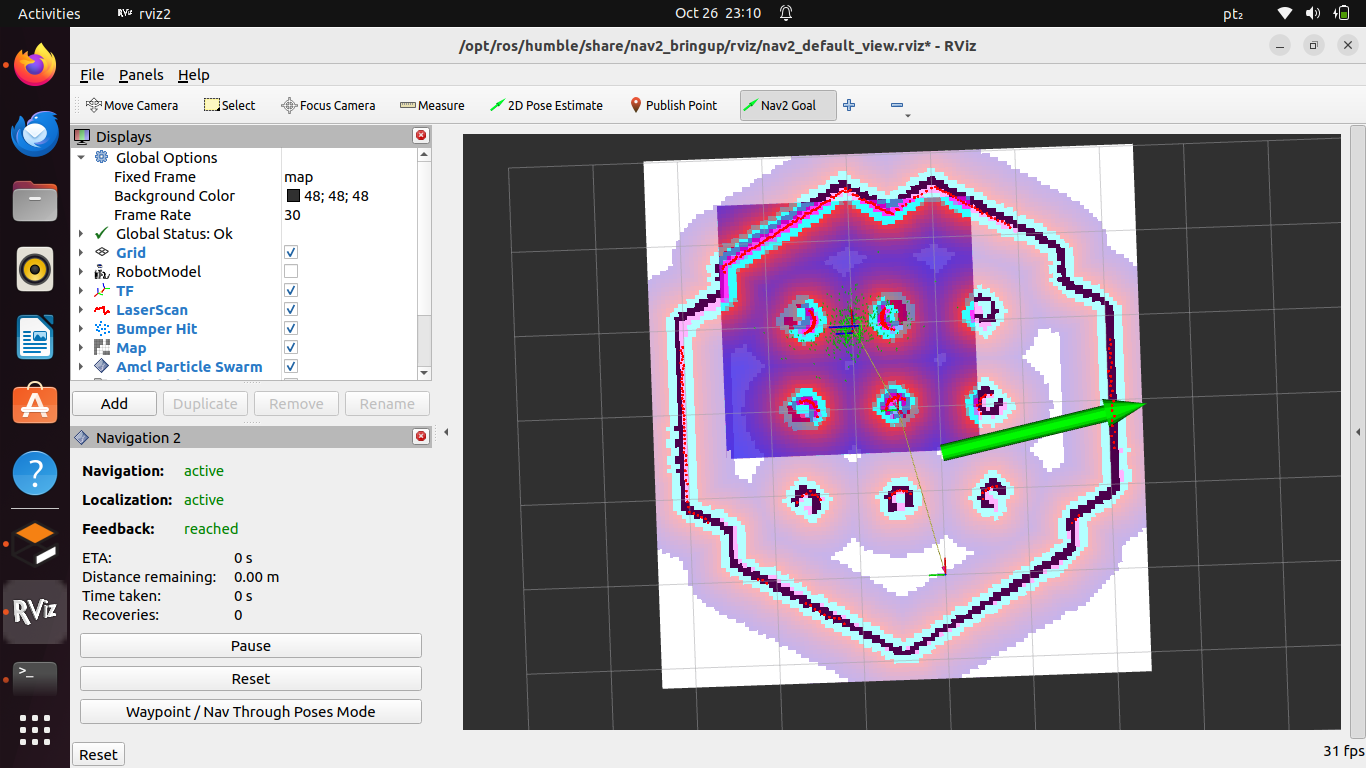 Activities rviz2 Oct 26 23:10 pt₂
/opt/ros/humble/share/nav2_bringup/rviz/nav2_default_view.rviz* - RViz
File Panels Help
Move Camera Select Focus Camera Measure 2D Pose Estimate Publish Point Nav2 Goal
Displays
Global Options
Fixed Frame map
Background Color 48; 48; 48
Frame Rate 30
Global Status: Ok
Grid
RobotModel
TF
LaserScan
Bumper Hit
Map
Amcl Particle Swarm
Add Duplicate Remove Rename
Navigation 2
Navigation: active
Localization: active
Feedback: reached
ETA: 0 s
Distance remaining: 0.00 m
Time taken: 0 s
Recoveries: 0
Pause
Reset
Waypoint / Nav Through Poses Mode
RViz
Reset 31 fps